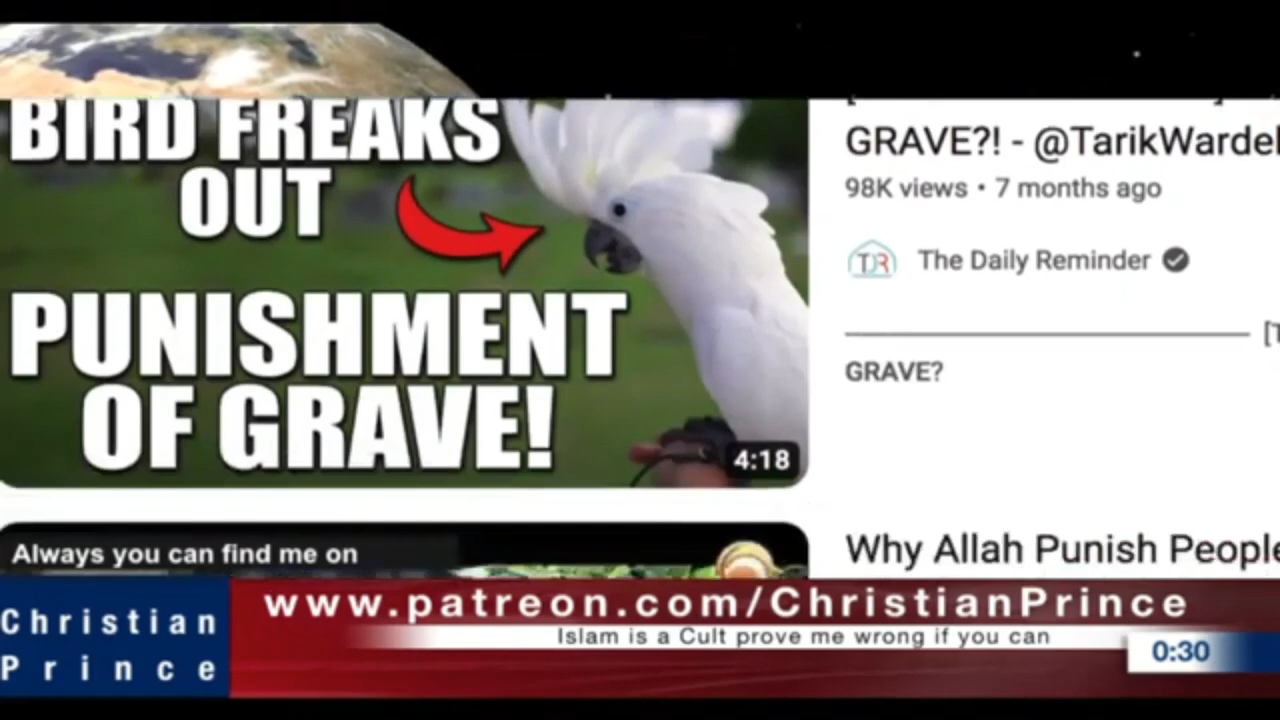 BIRD FREAKS
OUT
PUNISHMENT
OF GRAVE!
4:18
GRAVE?! -
98K views • 7 months ago
TDR The Daily Reminder
[
GRAVE?
Why Allah Punish People
Always you can find me on
Christian
Prince
www.patreon.com/ChristianPrince
Islam is a Cult prove me wrong if you can
0:30